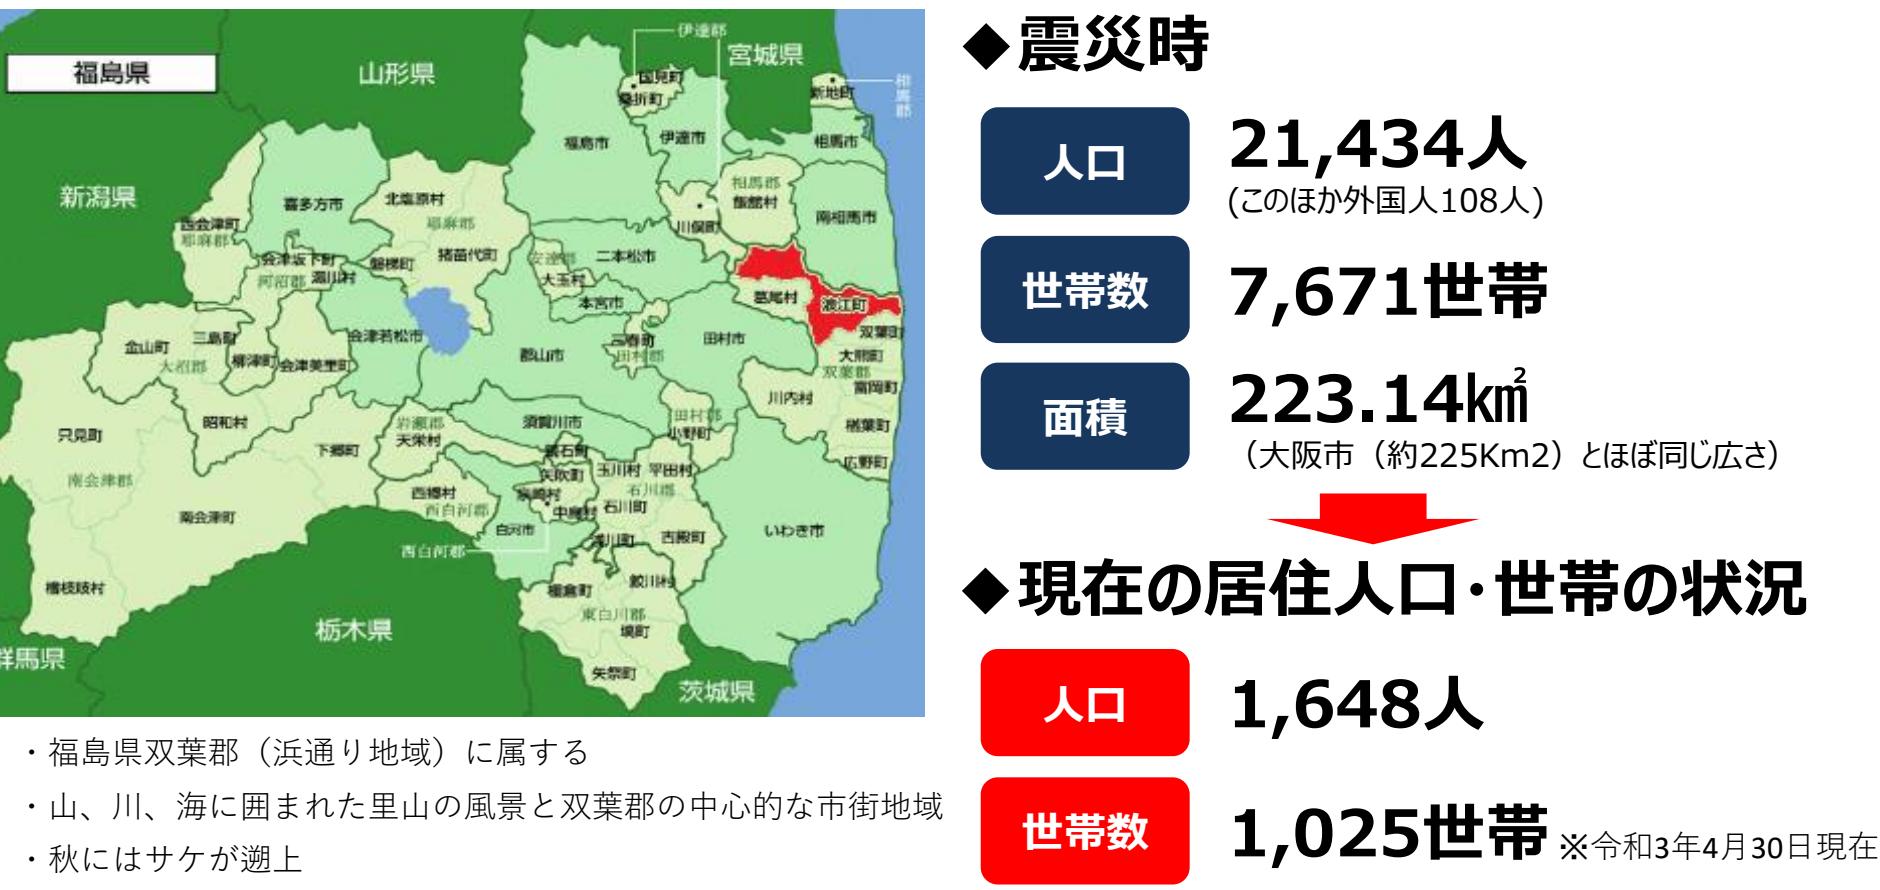 福島県
山形県
宮城県
新潟県
栃木県
群馬県
茨城県
伊達郡
国見町
桑折町
新地町
相馬郡
福島市
伊達市
相馬市
相馬郡
飯舘村
川俣町
南相馬市
喜多方市
北塩原村
耶麻郡
西会津町
耶麻郡
会津坂下町
河沼郡
湯川村
磐梯町
猪苗代町
安達郡
大玉村
二本松市
本宮市
葛尾村
浪江町
双葉町
大熊町
双葉郡
富岡町
楢葉町
広野町
川内村
田村市
三春町
田村郡
郡山市
会津若松市
三島町
金山町
大沼郡
柳津町
会津美里町
昭和村
只見町
南会津郡
南会津町
檜枝岐村
下郷町
岩瀬郡
天栄村
須賀川市
鏡石町
田村郡
小野町
矢吹町
泉崎村
中島村
玉川村
平田村
石川郡
石川町
西郷村
西白河郡
白河市
西白河郡
浅川町
古殿町
いわき市
棚倉町
鮫川村
東白川郡
塙町
矢祭町
・福島県双葉郡（浜通り地域）に属する
・山、川、海に囲まれた里山の風景と双葉郡の中心的な市街地域
・秋にはサケが遡上
◆震災時
人口 21,434人
(このほか外国人108人)
世帯数 7,671世帯
面積 223.14㎢
（大阪市（約225Km2）とほぼ同じ広さ）
◆現在の居住人口･世帯の状況
人口 1,648人
世帯数 1,025世帯 ※令和3年4月30日現在